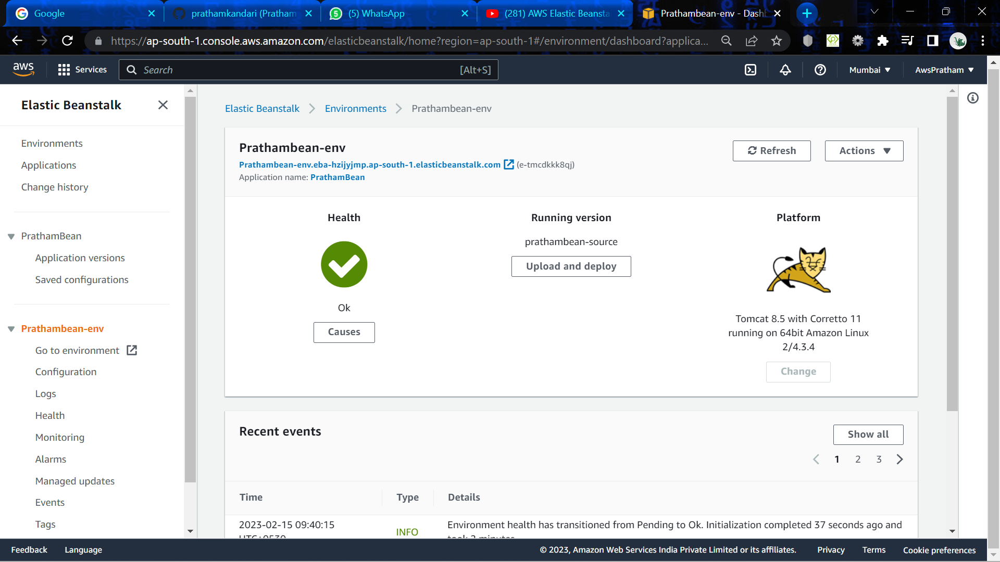 Google
prathamkandari (Pratham
(5) WhatsApp
(281) AWS Elastic Beansta
Prathambean-env - Dash
https://ap-south-1.console.aws.amazon.com/elasticbeanstalk/home?region=ap-south-1#/environment/dashboard?applica...
aws
Services
Search
[Alt+S]
Mumbai
AwsPratham
Elastic Beanstalk
Environments
Applications
Change history
PrathamBean
Application versions
Saved configurations
Prathambean-env
Go to environment
Configuration
Logs
Health
Monitoring
Alarms
Managed updates
Events
Tags
Elastic Beanstalk
Environments
Prathambean-env
Prathambean-env
Prathambean-env.eba-hzijyjmp.ap-south-1.elasticbeanstalk.com (e-tmcdkkk8qj)
Application name: PrathamBean
Refresh
Actions
Health
Ok
Causes
Running version
prathambean-source
Upload and deploy
Platform
Tomcat 8.5 with Corretto 11
running on 64bit Amazon Linux
2/4.3.4
Change
Recent events
Show all
1 2 3
Time
Type
Details
2023-02-15 09:40:15
UTC+0530
INFO
Environment health has transitioned from Pending to Ok. Initialization completed 37 seconds ago and
took 2 minutes.
Feedback
Language
© 2023, Amazon Web Services India Private Limited or its affiliates.
Privacy
Terms
Cookie preferences